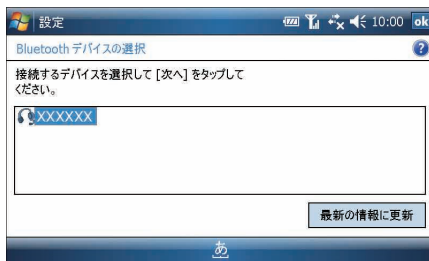 設定 10:00 ok
Bluetooth デバイスの選択 ?
接続するデバイスを選択して [次へ] をタップして
ください。
XXXXXX
最新の情報に更新
あ